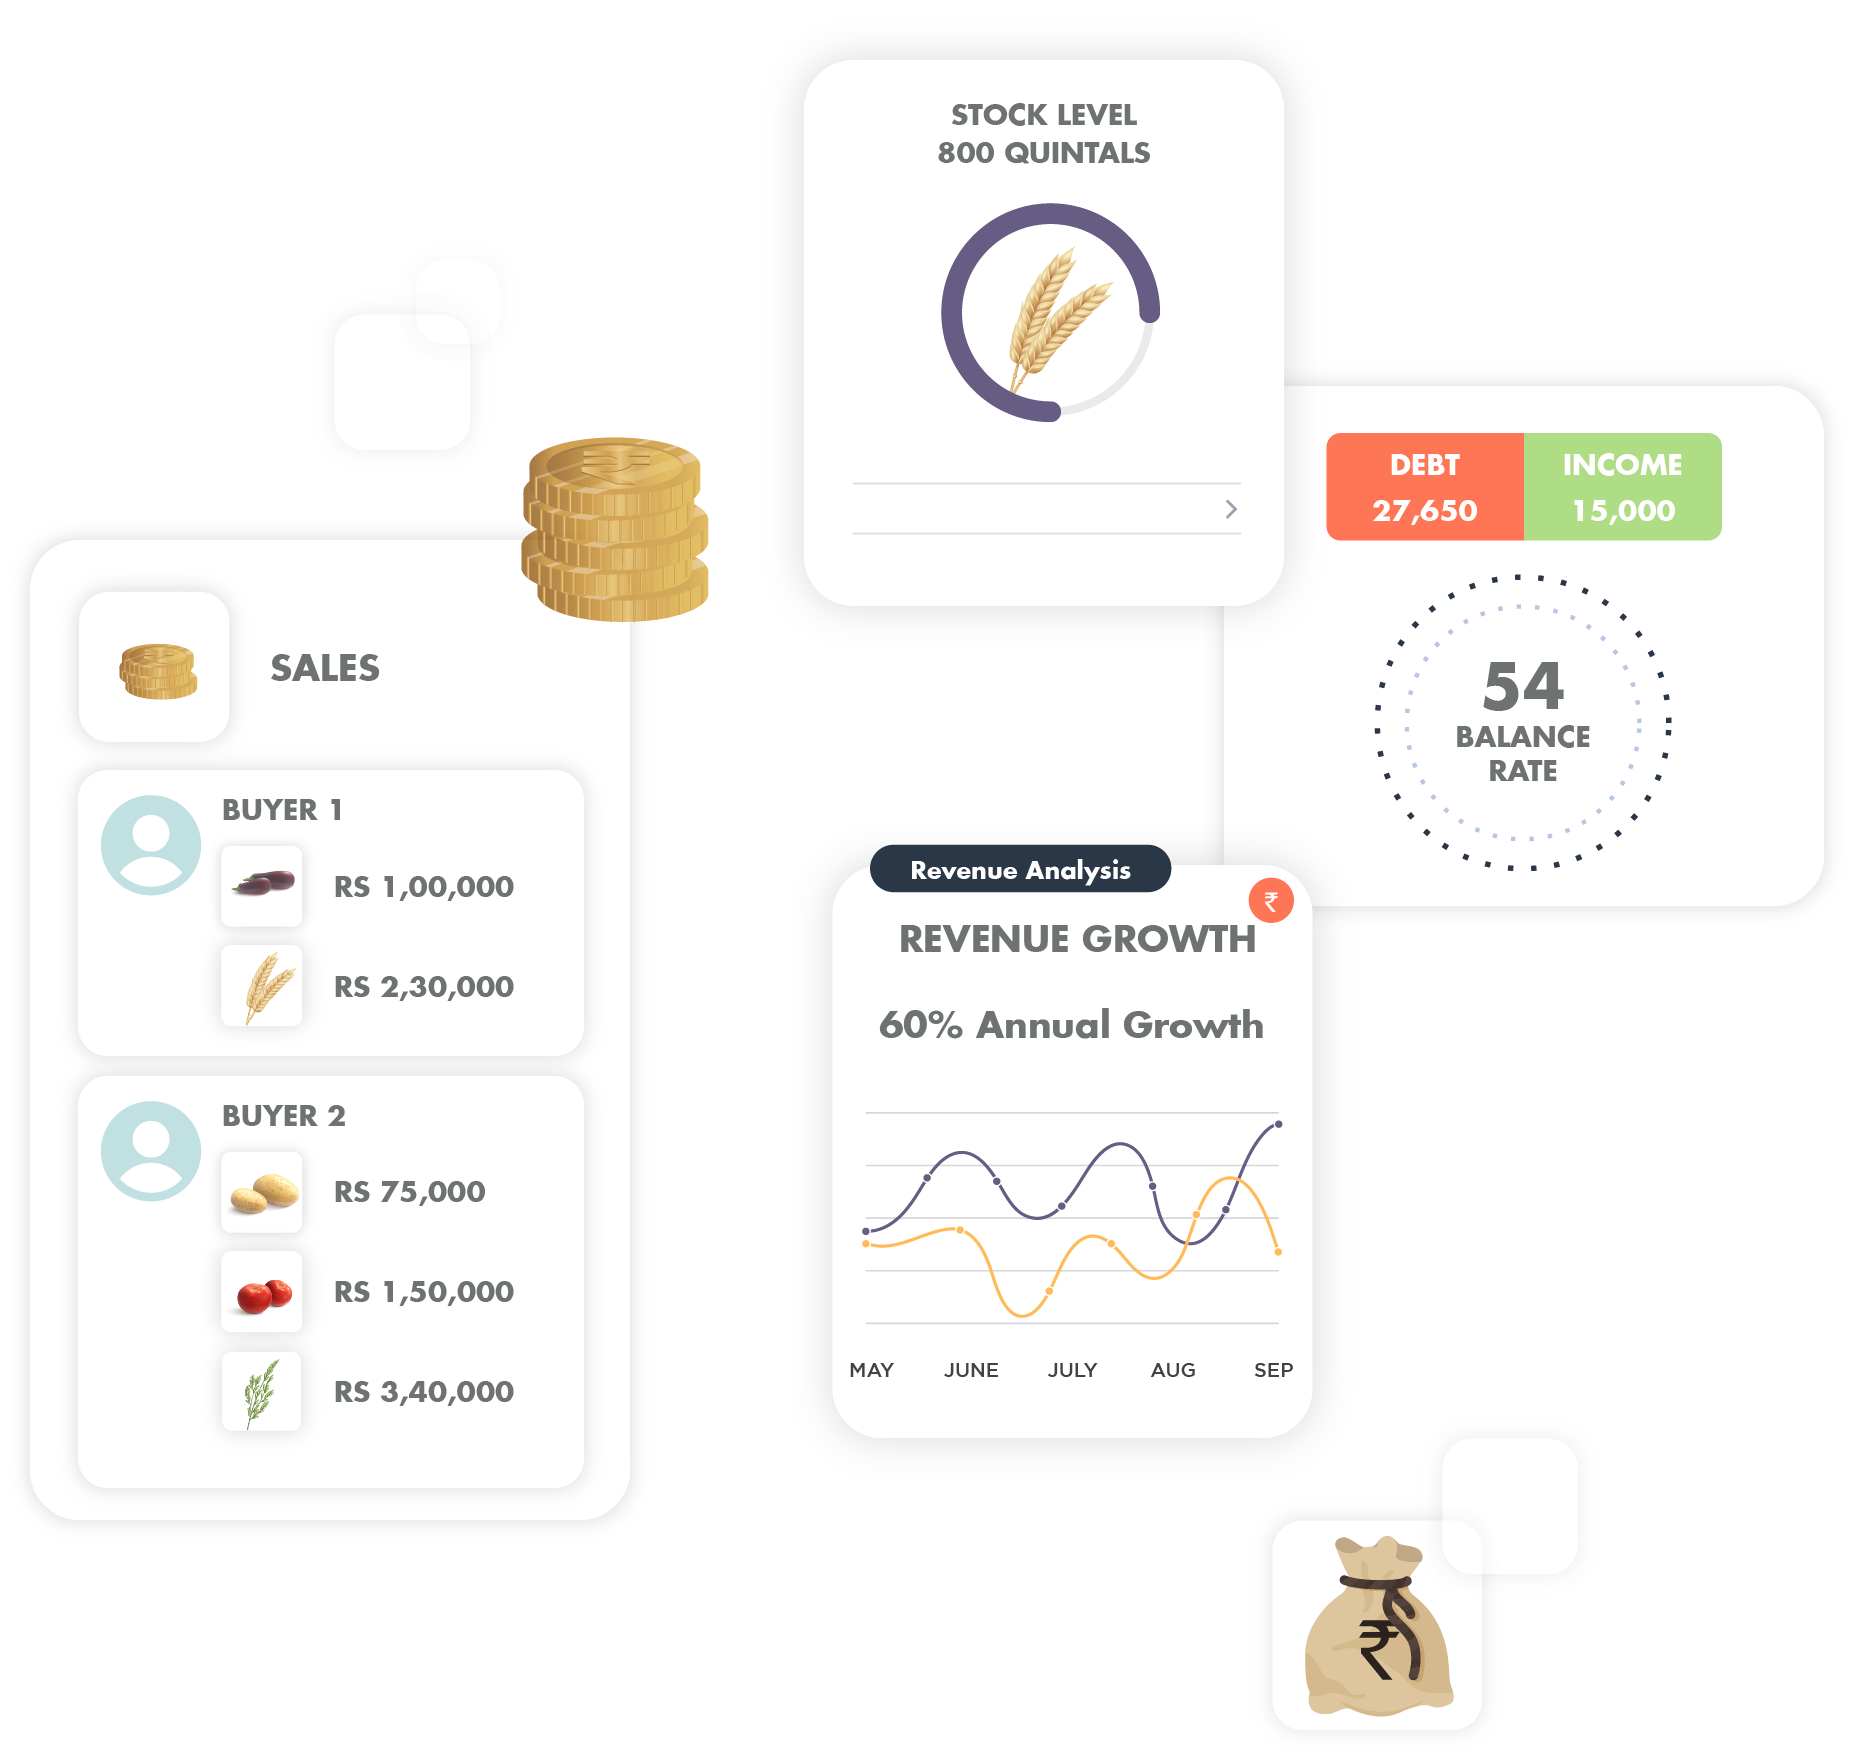 STOCK LEVEL
800 QUINTALS
DEBT
27,650
INCOME
15,000
54
BALANCE
RATE
SALES
BUYER 1
RS 1,00,000
RS 2,30,000
BUYER 2
RS 75,000
RS 1,50,000
RS 3,40,000
Revenue Analysis
₹
REVENUE GROWTH
60% Annual Growth
MAY JUNE JULY AUG SEP
₹